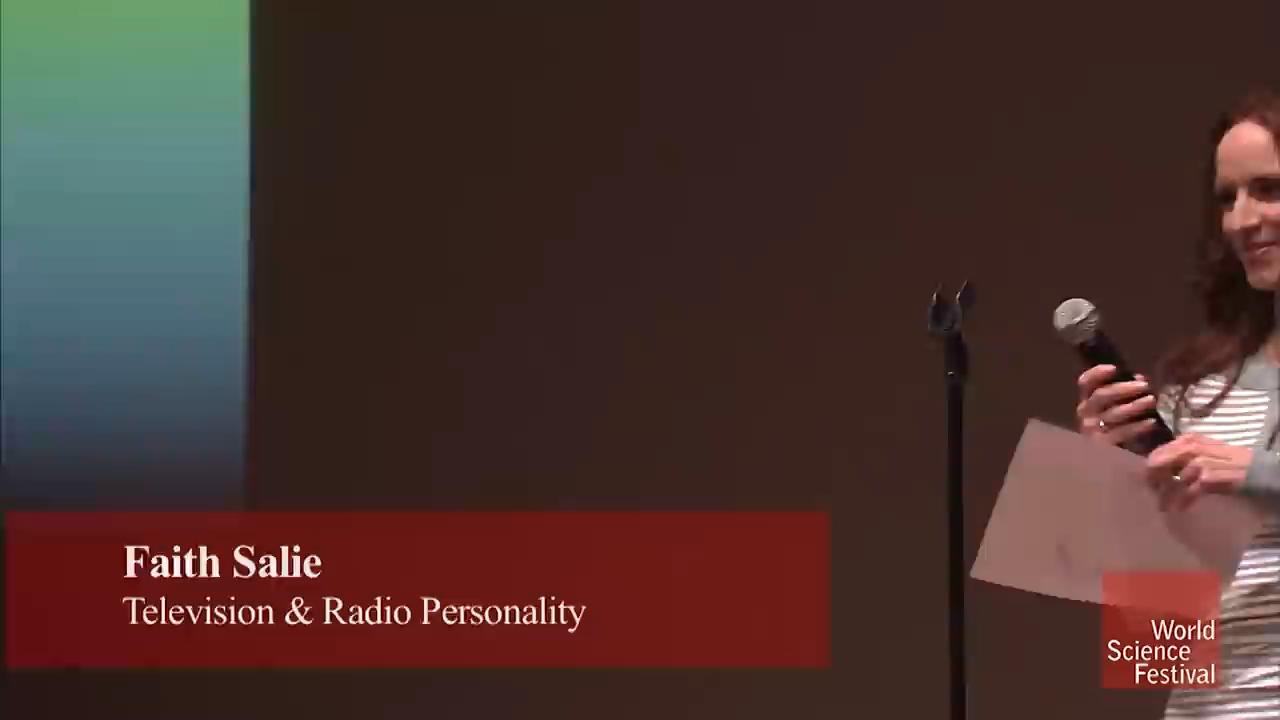 Faith Salie
Television & Radio Personality
World
Science
Festival